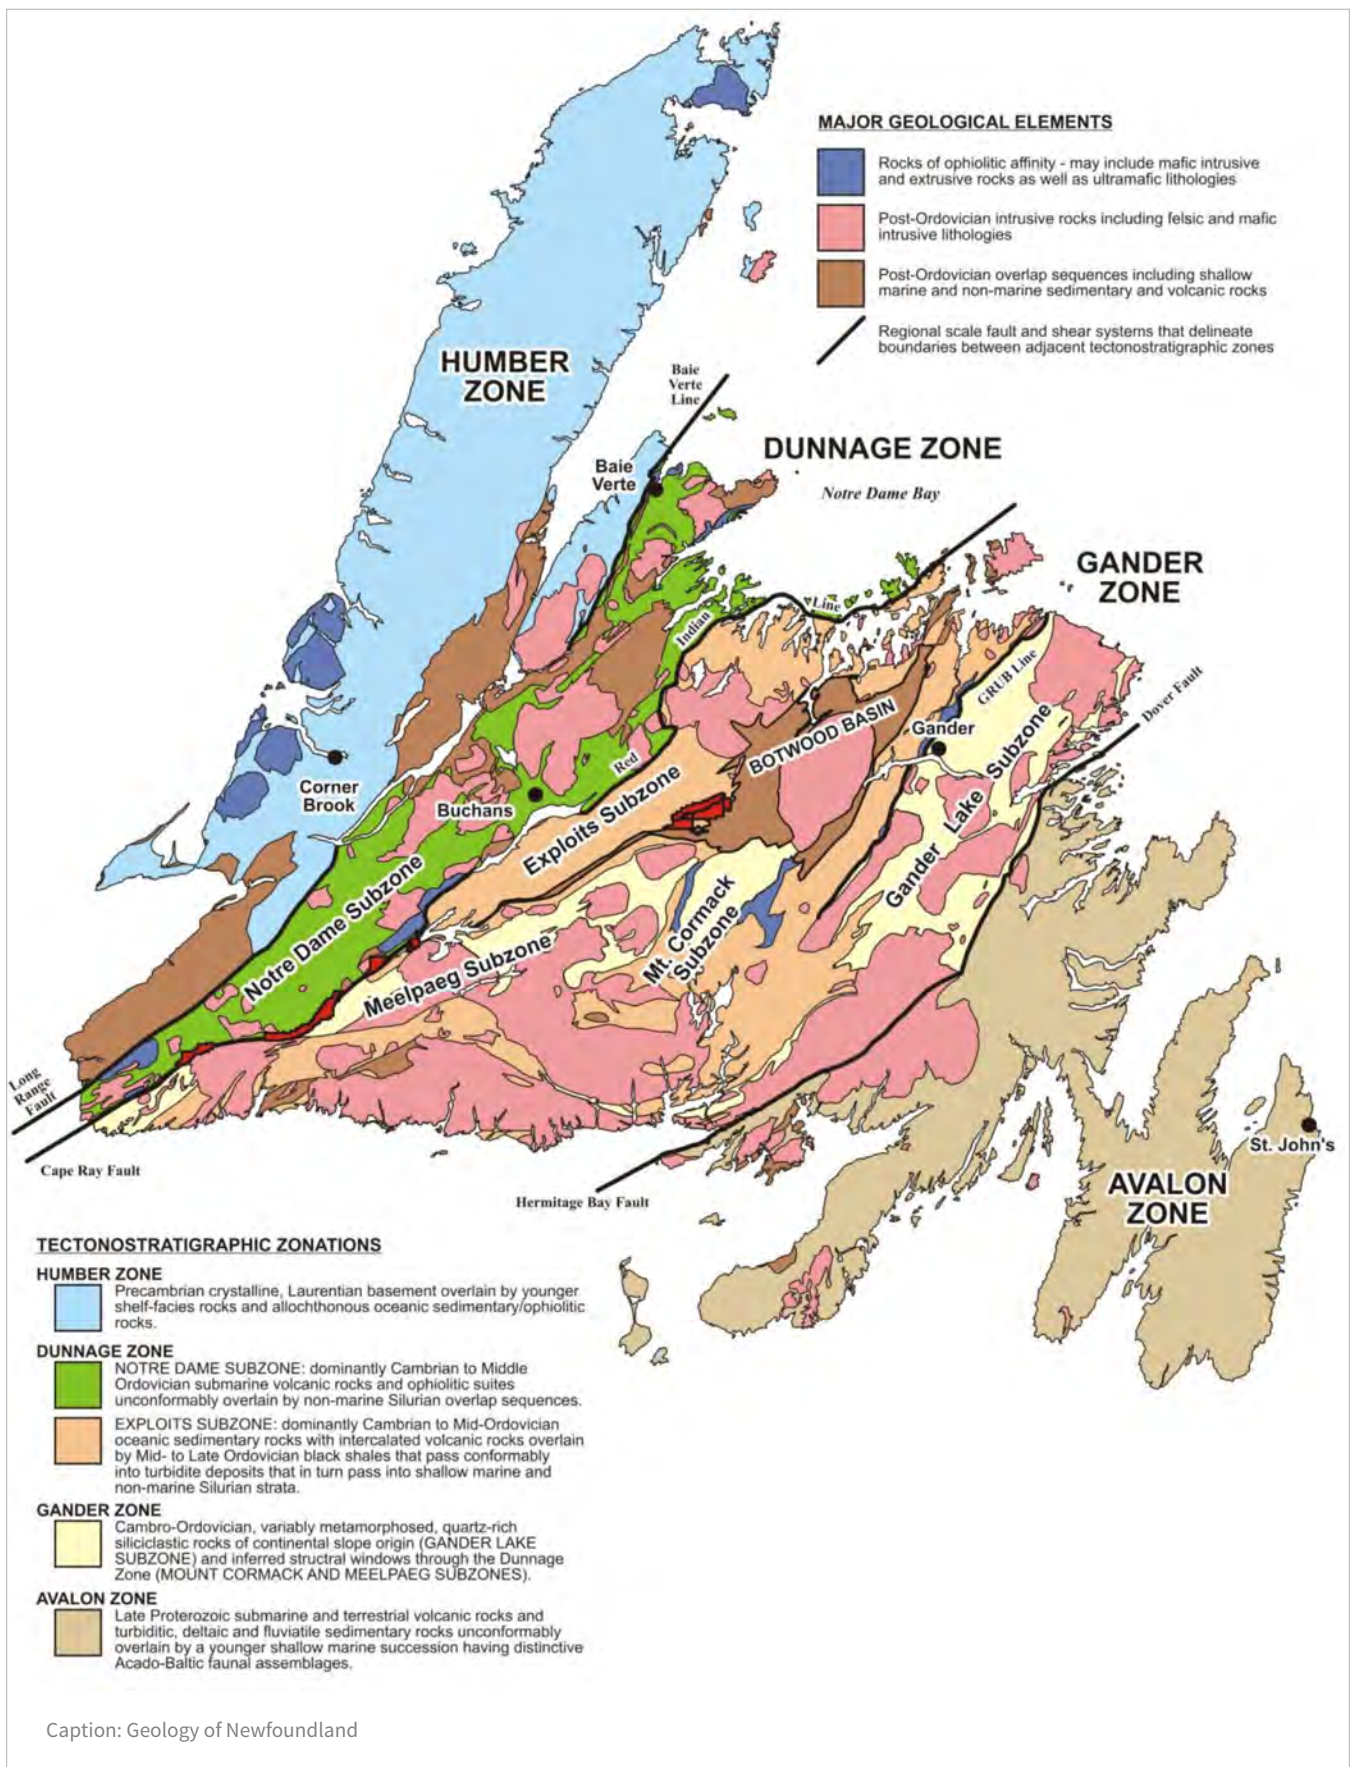 MAJOR GEOLOGICAL ELEMENTS
Rocks of ophiolitic affinity - may include mafic intrusive
and extrusive rocks as well as ultramafic lithologies
Post-Ordovician intrusive rocks including felsic and mafic
intrusive lithologies
Post-Ordovician overlap sequences including shallow
marine and non-marine sedimentary and volcanic rocks
Regional scale fault and shear systems that delineate
boundaries between adjacent tectonostratigraphic zones
HUMBER
ZONE
Baie
Verte
Line
DUNNAGE ZONE
Baie
Verte
Notre Dame Bay
GANDER
ZONE
Line
Indian
GRUB Line
Dover Fault
BOTWOOD BASIN
Gander
Subzone
Red
Corner
Brook
Buchans
Exploits Subzone
Lake
Gander
Notre Dame Subzone
Mt. Cormack
Subzone
Meelpaeg Subzone
Long
Range
Fault
Cape Ray Fault
Hermitage Bay Fault
St. John's
AVALON
ZONE
TECTONOSTRATIGRAPHIC ZONATIONS
HUMBER ZONE
Precambrian crystalline, Laurentian basement overlain by younger
shelf-facies rocks and allochthonous oceanic sedimentary/ophiolitic
rocks.
DUNNAGE ZONE
NOTRE DAME SUBZONE: dominantly Cambrian to Middle
Ordovician submarine volcanic rocks and ophiolitic suites
unconformably overlain by non-marine Silurian overlap sequences.
EXPLOITS SUBZONE: dominantly Cambrian to Mid-Ordovician
oceanic sedimentary rocks with intercalated volcanic rocks overlain
by Mid- to Late Ordovician black shales that pass conformably
into turbidite deposits that in turn pass into shallow marine and
non-marine Silurian strata.
GANDER ZONE
Cambro-Ordovician, variably metamorphosed, quartz-rich
siliciclastic rocks of continental slope origin (GANDER LAKE
SUBZONE) and inferred structral windows through the Dunnage
Zone (MOUNT CORMACK AND MEELPAEG SUBZONES).
AVALON ZONE
Late Proterozoic submarine and terrestrial volcanic rocks and
turbiditic, deltaic and fluviatile sedimentary rocks unconformably
overlain by a younger shallow marine succession having distinctive
Acado-Baltic faunal assemblages.
Caption: Geology of Newfoundland